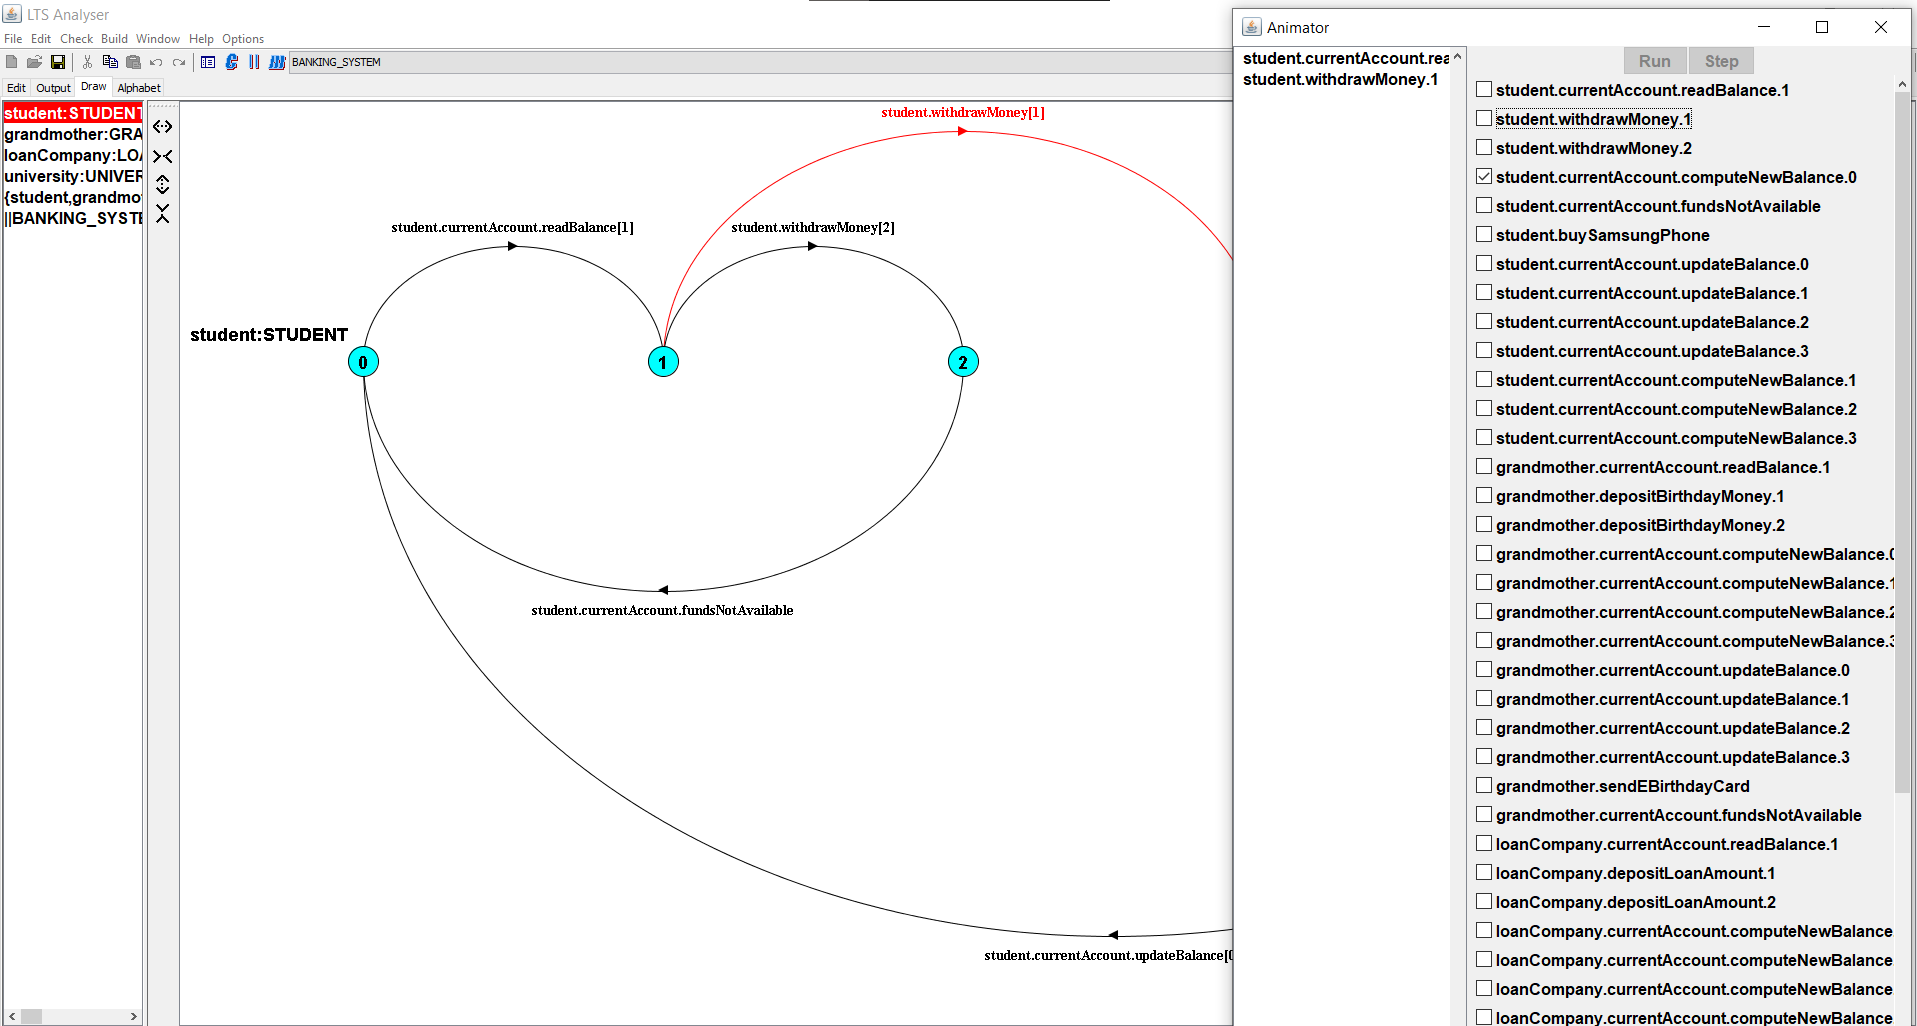 LTS Analyser
File Edit Check Build Window Help Options
BANKING_SYSTEM
Edit Output Draw Alphabet
student:STUDENT
grandmother:GRA
loanCompany:LOA
university:UNIVER
{student,grandmo
||BANKING_SYSTE
student.withdrawMoney[1]
student.currentAccount.readBalance[1]
student.withdrawMoney[2]
student:STUDENT
0
1
2
student.currentAccount.fundsNotAvailable
student.currentAccount.updateBalance[0
Animator
student.currentAccount.rea
student.withdrawMoney.1
Run Step
student.currentAccount.readBalance.1
student.withdrawMoney.1
student.withdrawMoney.2
student.currentAccount.computeNewBalance.0
student.currentAccount.fundsNotAvailable
student.buySamsungPhone
student.currentAccount.updateBalance.0
student.currentAccount.updateBalance.1
student.currentAccount.updateBalance.2
student.currentAccount.updateBalance.3
student.currentAccount.computeNewBalance.1
student.currentAccount.computeNewBalance.2
student.currentAccount.computeNewBalance.3
grandmother.currentAccount.readBalance.1
grandmother.depositBirthdayMoney.1
grandmother.depositBirthdayMoney.2
grandmother.currentAccount.computeNewBalance.0
grandmother.currentAccount.computeNewBalance.1
grandmother.currentAccount.computeNewBalance.2
grandmother.currentAccount.computeNewBalance.3
grandmother.currentAccount.updateBalance.0
grandmother.currentAccount.updateBalance.1
grandmother.currentAccount.updateBalance.2
grandmother.currentAccount.updateBalance.3
grandmother.sendEBirthdayCard
grandmother.currentAccount.fundsNotAvailable
loanCompany.currentAccount.readBalance.1
loanCompany.depositLoanAmount.1
loanCompany.depositLoanAmount.2
loanCompany.currentAccount.computeNewBalance
loanCompany.currentAccount.computeNewBalance
loanCompany.currentAccount.computeNewBalance
loanCompany.currentAccount.computeNewBalance